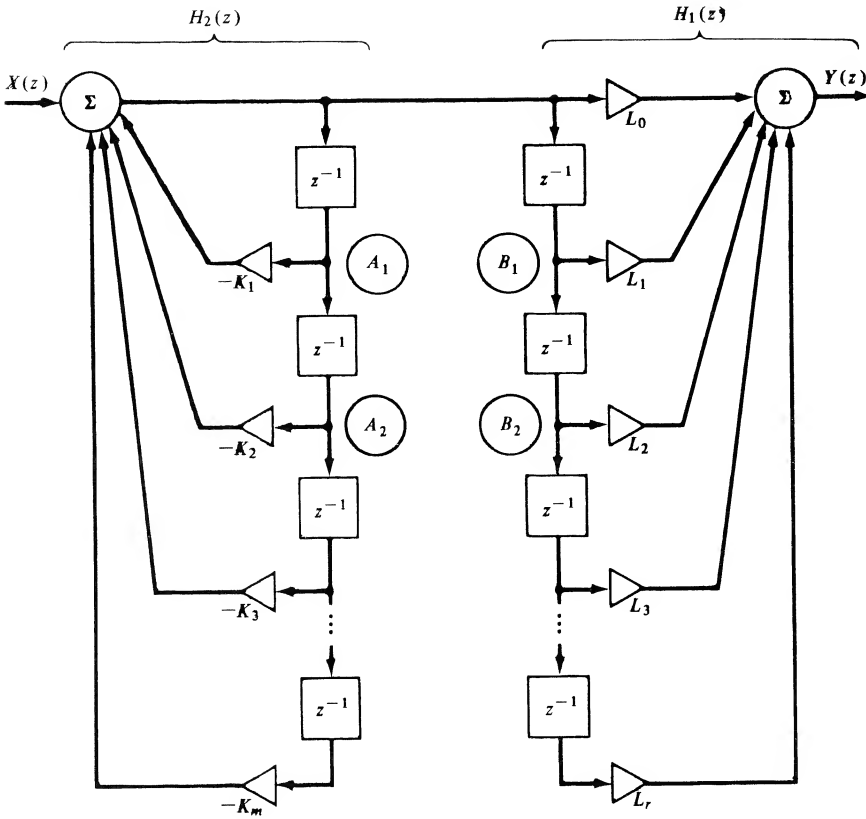 H₂(z) H₁(z)
X(z) Σ L₀ Σ Y(z)
z⁻¹ z⁻¹
−K₁ A₁ B₁ L₁
z⁻¹ z⁻¹
−K₂ A₂ B₂ L₂
z⁻¹ z⁻¹
−K₃ L₃
z⁻¹ z⁻¹
−Kₘ Lᵣ